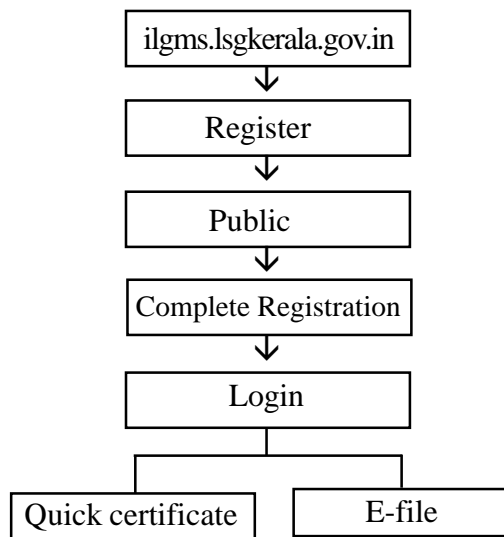 ilgms.lsgkerala.gov.in
Register
Public
Complete Registration
Login
Quick certificate
E-file